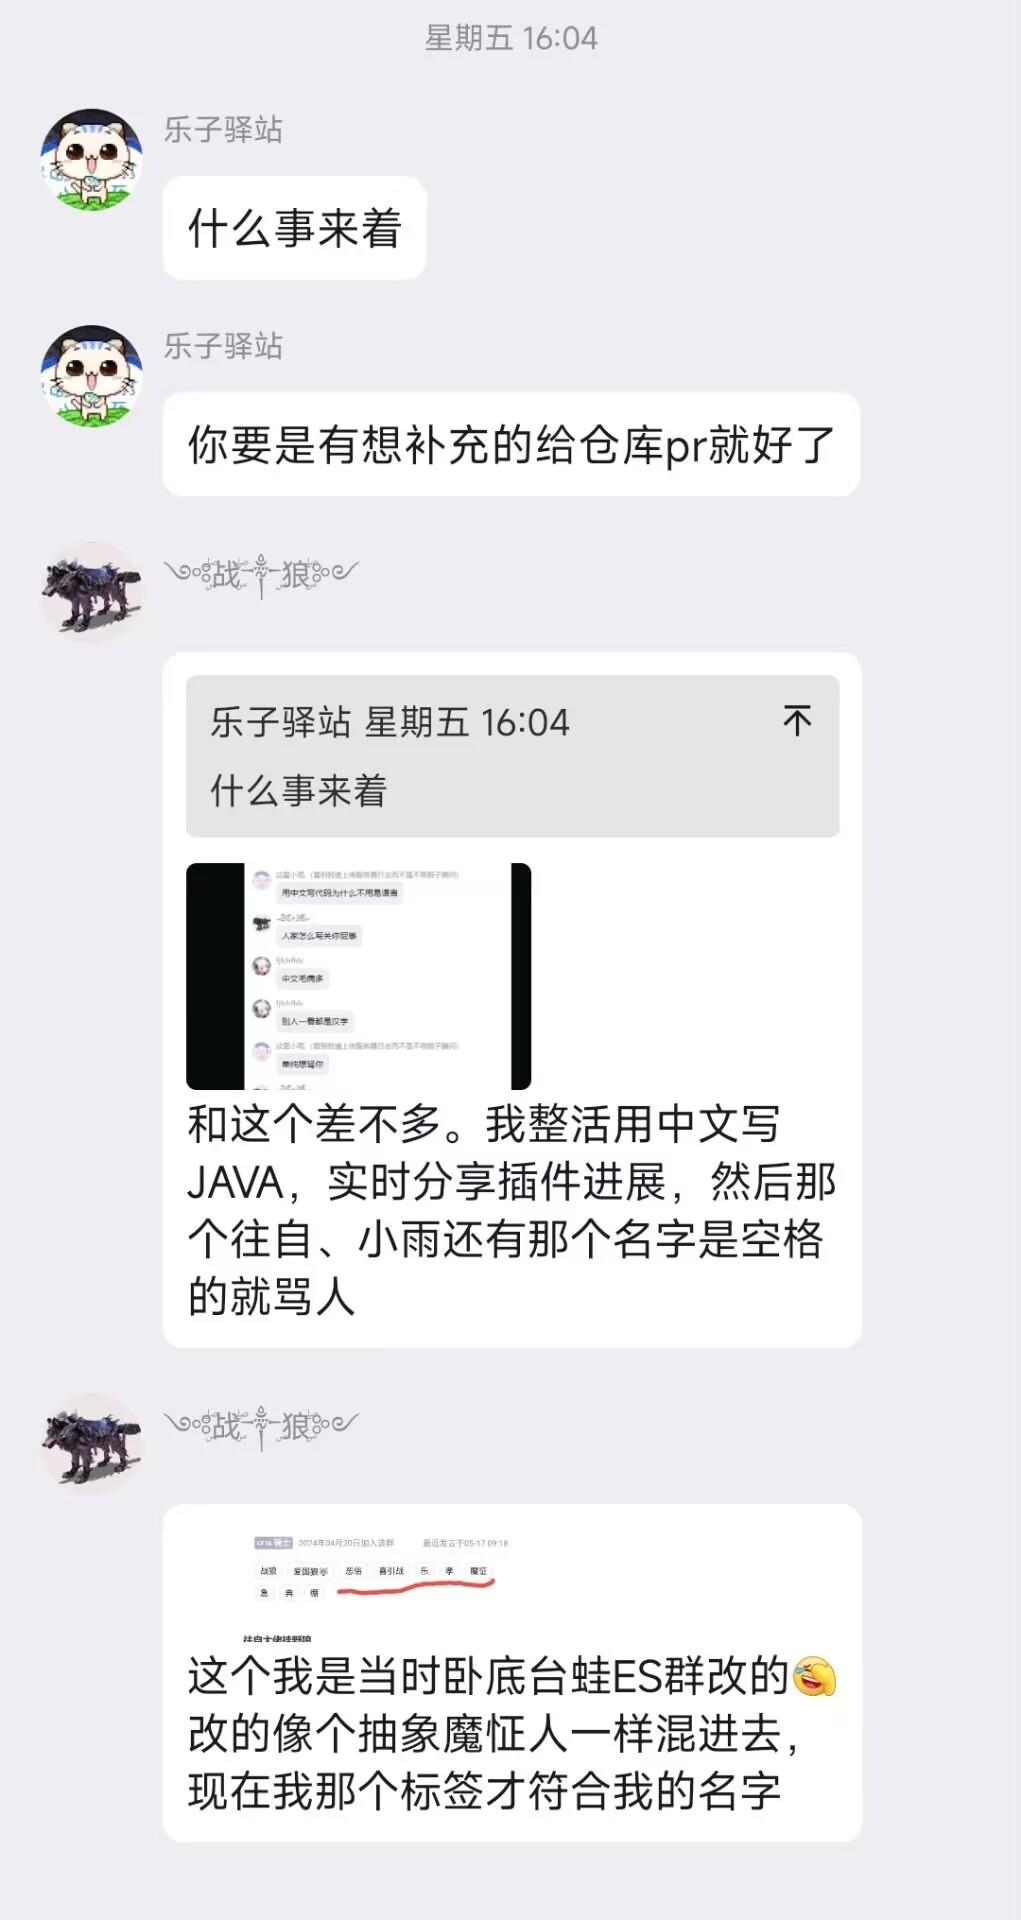 星期五 16:04
乐子驿站
什么事来着
乐子驿站
你要是有想补充的给仓库pr就好了
战狼
乐子驿站 星期五 16:04
什么事来着
用中文写代码为什么不用易语言
人家怎么写关你屁事
中文毛病多
别人一看都是汉字
单纯想骂你
和这个差不多。我整活用中文写
JAVA，实时分享插件进展，然后那
个往自、小雨还有那个名字是空格
的就骂人
战狼
2024年04月20日加入该群 最近发言于05-17 09:18
战狼 爱国狼 恶俗 喜引战 乐 孝 魔怔
急 典 绷
这个我是当时卧底台蛙ES群改的🤣
改的像个抽象魔怔人一样混进去，
现在我那个标签才符合我的名字